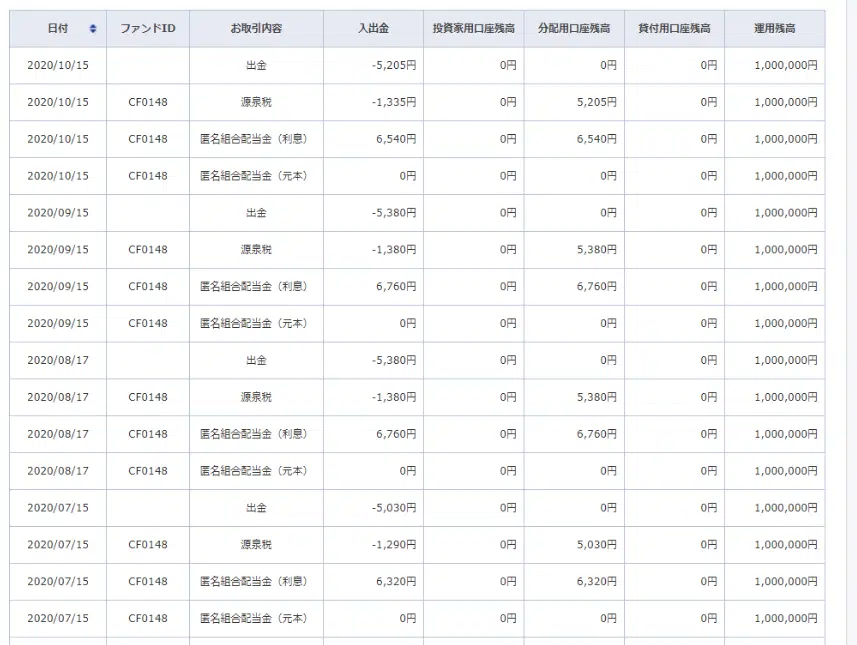 日付 ファンドID お取引内容 入出金 投資家用口座残高 分配用口座残高 貸付用口座残高 運用残高
2020/10/15 出金 -5,205円 0円 0円 0円 1,000,000円
2020/10/15 CF0148 源泉税 -1,335円 0円 5,205円 0円 1,000,000円
2020/10/15 CF0148 匿名組合配当金（利息） 6,540円 0円 6,540円 0円 1,000,000円
2020/10/15 CF0148 匿名組合配当金（元本） 0円 0円 0円 0円 1,000,000円
2020/09/15 出金 -5,380円 0円 0円 0円 1,000,000円
2020/09/15 CF0148 源泉税 -1,380円 0円 5,380円 0円 1,000,000円
2020/09/15 CF0148 匿名組合配当金（利息） 6,760円 0円 6,760円 0円 1,000,000円
2020/09/15 CF0148 匿名組合配当金（元本） 0円 0円 0円 0円 1,000,000円
2020/08/17 出金 -5,380円 0円 0円 0円 1,000,000円
2020/08/17 CF0148 源泉税 -1,380円 0円 5,380円 0円 1,000,000円
2020/08/17 CF0148 匿名組合配当金（利息） 6,760円 0円 6,760円 0円 1,000,000円
2020/08/17 CF0148 匿名組合配当金（元本） 0円 0円 0円 0円 1,000,000円
2020/07/15 出金 -5,030円 0円 0円 0円 1,000,000円
2020/07/15 CF0148 源泉税 -1,290円 0円 5,030円 0円 1,000,000円
2020/07/15 CF0148 匿名組合配当金（利息） 6,320円 0円 6,320円 0円 1,000,000円
2020/07/15 CF0148 匿名組合配当金（元本） 0円 0円 0円 0円 1,000,000円